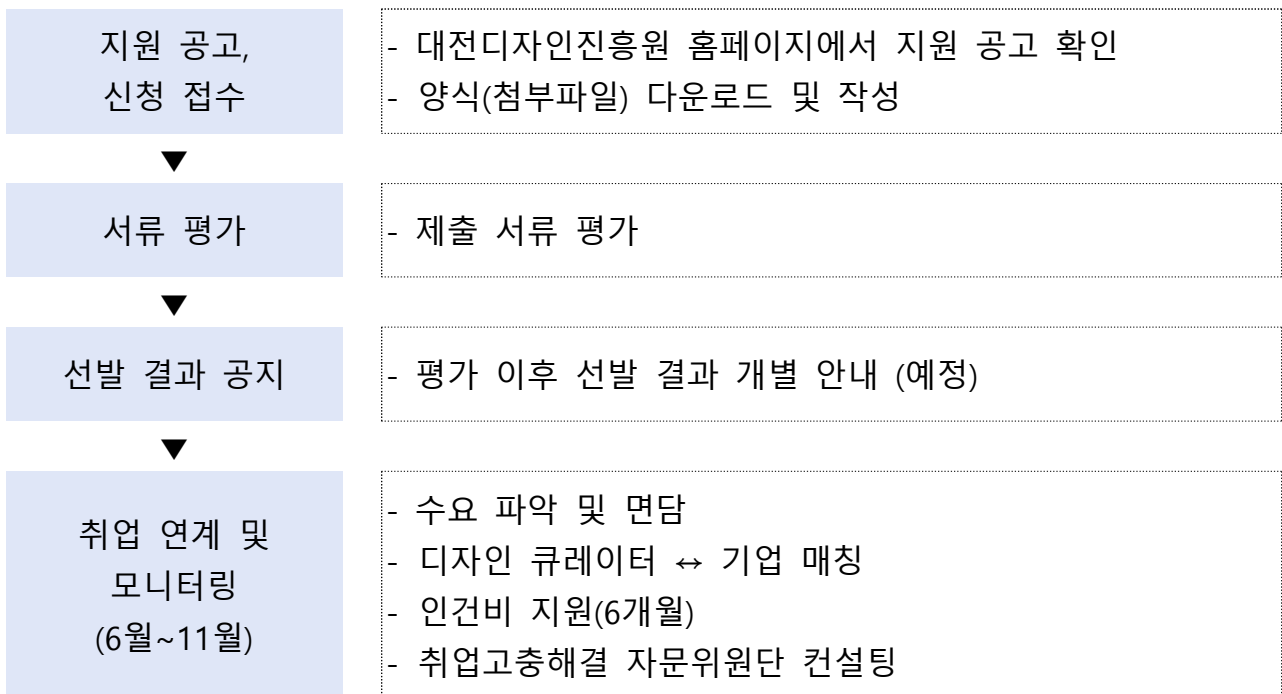 지원 공고,
신청 접수
- 대전디자인진흥원 홈페이지에서 지원 공고 확인
- 양식(첨부파일) 다운로드 및 작성
▼
서류 평가
- 제출 서류 평가
▼
선발 결과 공지
- 평가 이후 선발 결과 개별 안내 (예정)
▼
취업 연계 및
모니터링
(6월~11월)
- 수요 파악 및 면담
- 디자인 큐레이터 ↔ 기업 매칭
- 인건비 지원(6개월)
- 취업고충해결 자문위원단 컨설팅